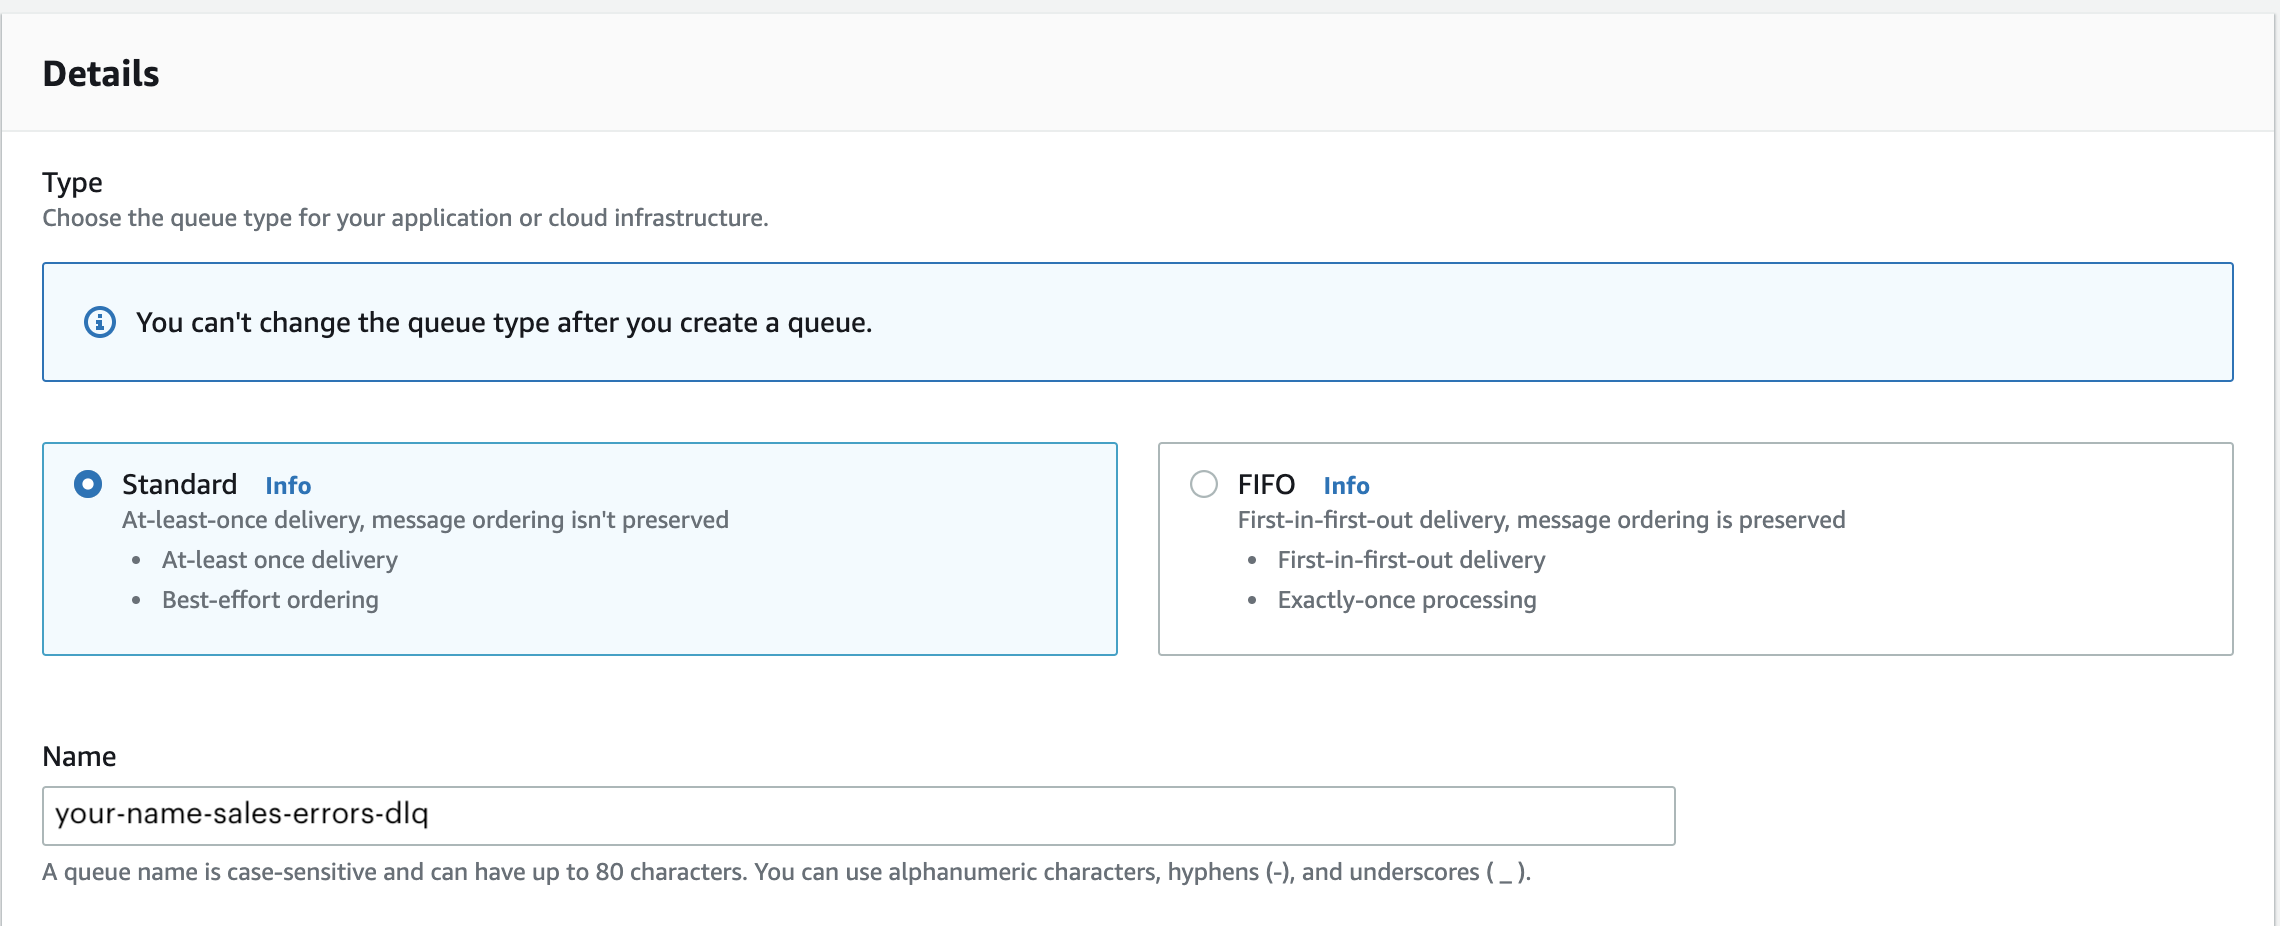 Details
Type
Choose the queue type for your application or cloud infrastructure.
You can't change the queue type after you create a queue.
Standard Info
At-least-once delivery, message ordering isn't preserved
• At-least once delivery
• Best-effort ordering
FIFO Info
First-in-first-out delivery, message ordering is preserved
• First-in-first-out delivery
• Exactly-once processing
Name
your-name-sales-errors-dlq
A queue name is case-sensitive and can have up to 80 characters. You can use alphanumeric characters, hyphens (-), and underscores ( _ ).